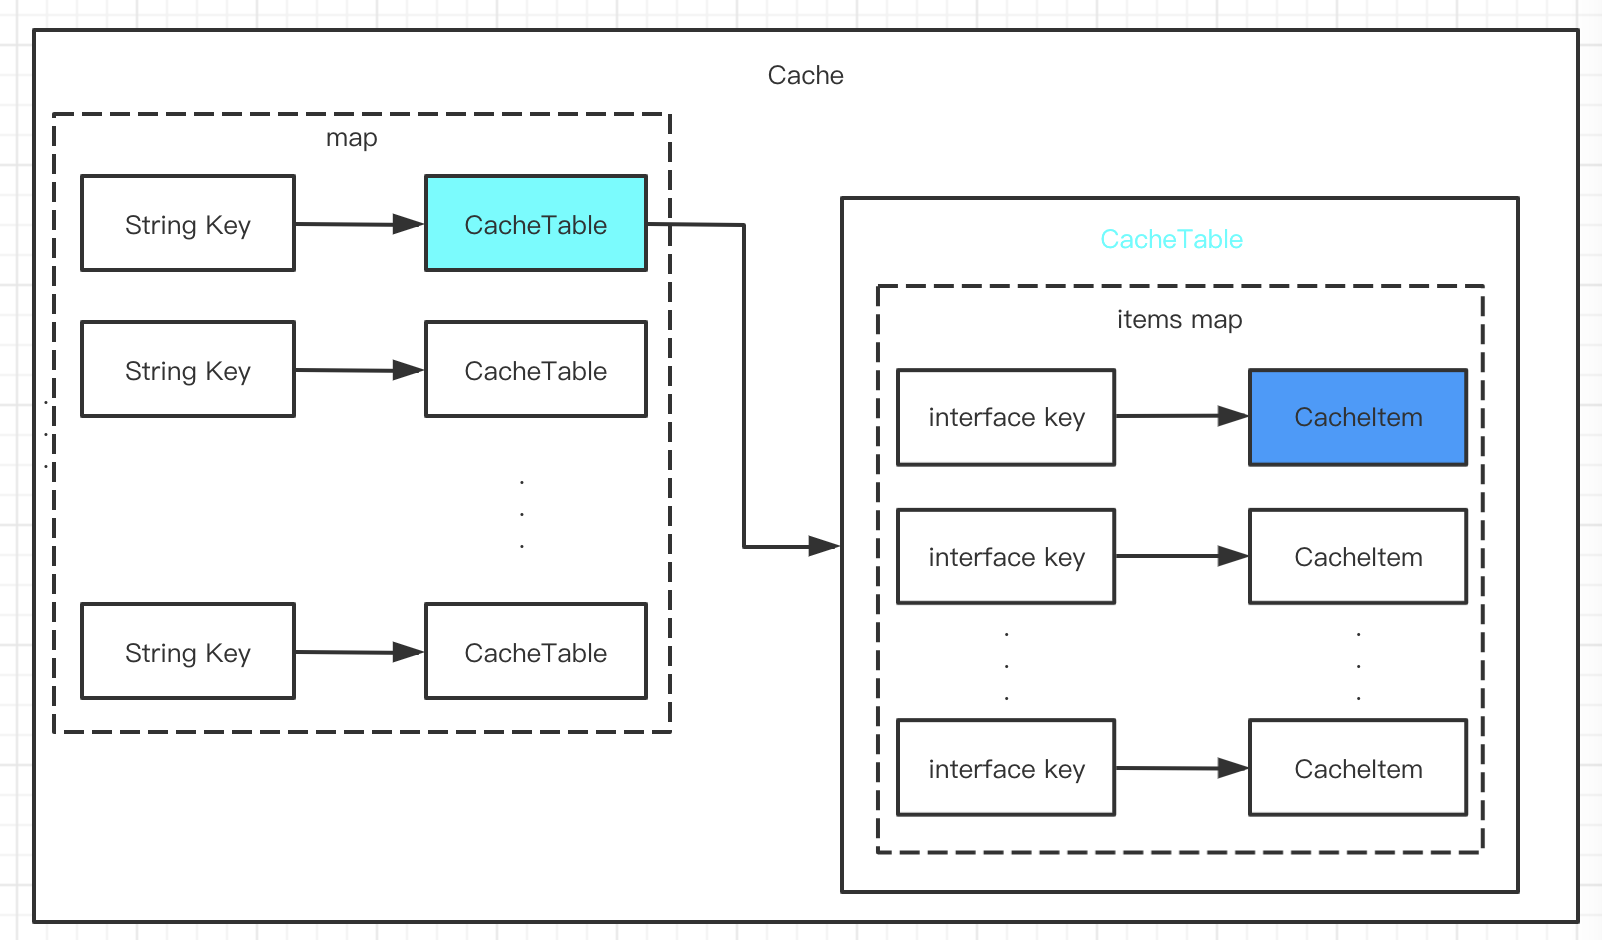 Cache
map
String Key
CacheTable
String Key
CacheTable
.
.
.
.
.
.
String Key
CacheTable
CacheTable
items map
interface key
CacheItem
interface key
CacheItem
.
.
.
.
.
.
interface key
CacheItem